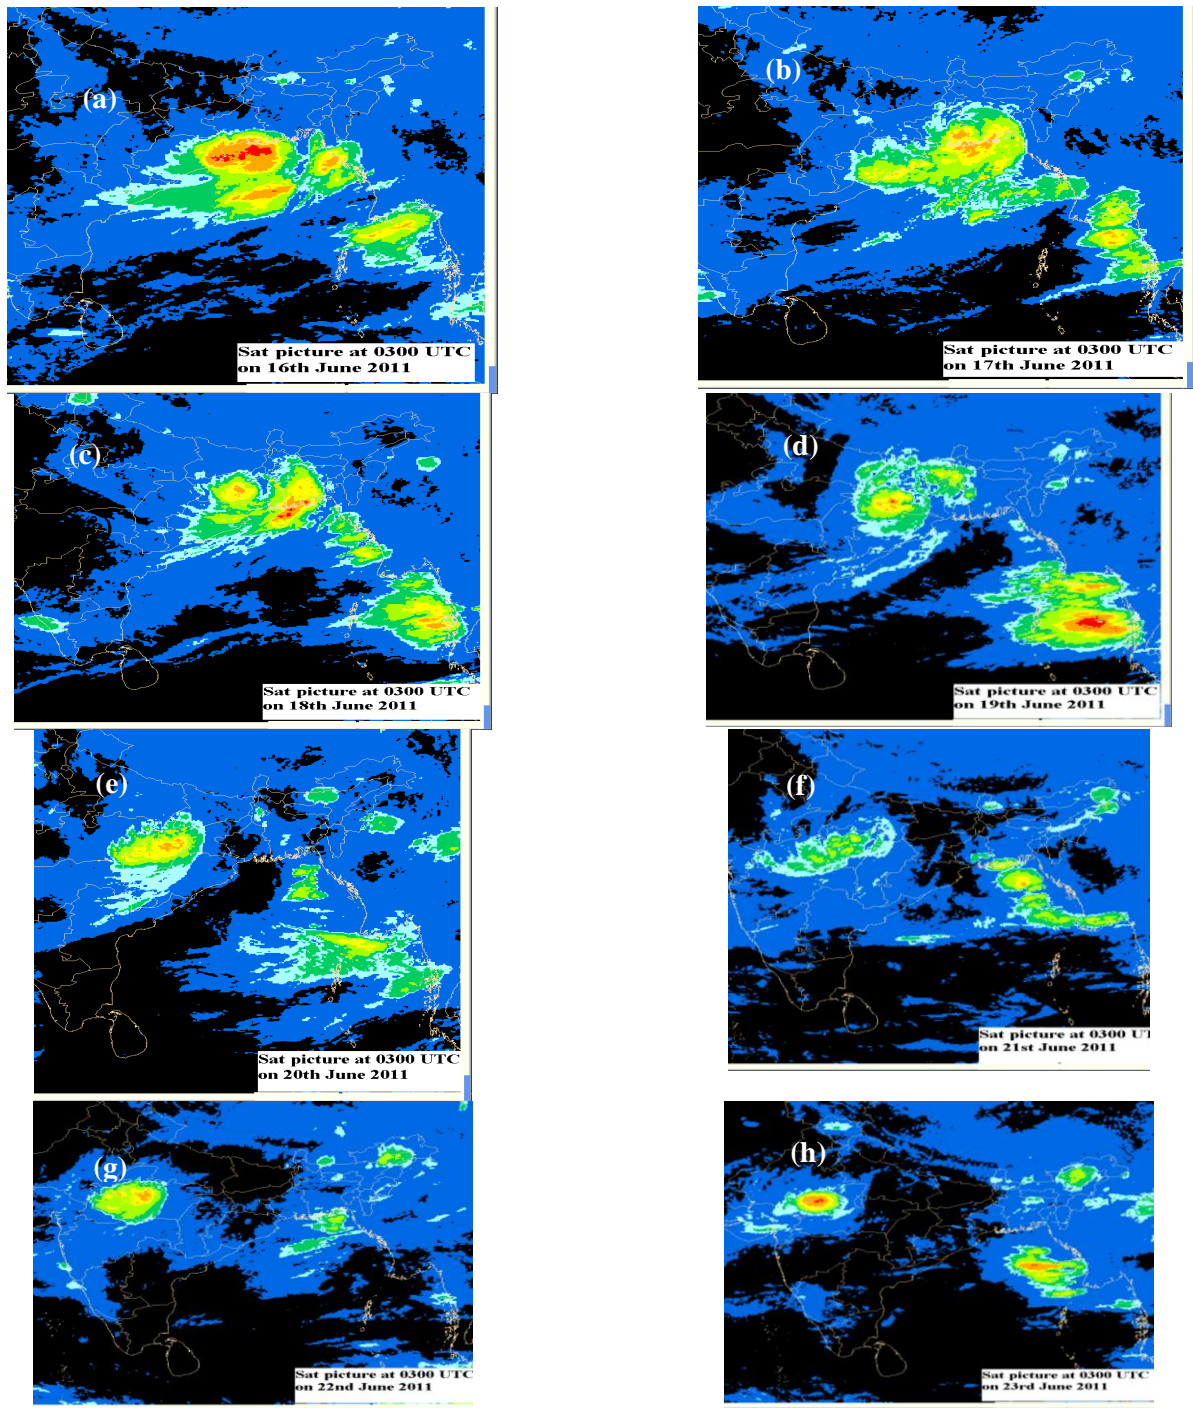 (a)
Sat picture at 0300 UTC
on 16th June 2011
(b)
Sat picture at 0300 UTC
on 17th June 2011
(c)
Sat picture at 0300 UTC
on 18th June 2011
(d)
Sat picture at 0300 UTC
on 19th June 2011
(e)
Sat picture at 0300 UTC
on 20th June 2011
(f)
Sat picture at 0300 UT
on 21st June 2011
(g)
Sat picture at 0300 UTC
on 22nd June 2011
(h)
Sat picture at 0300 UTC
on 23rd June 2011